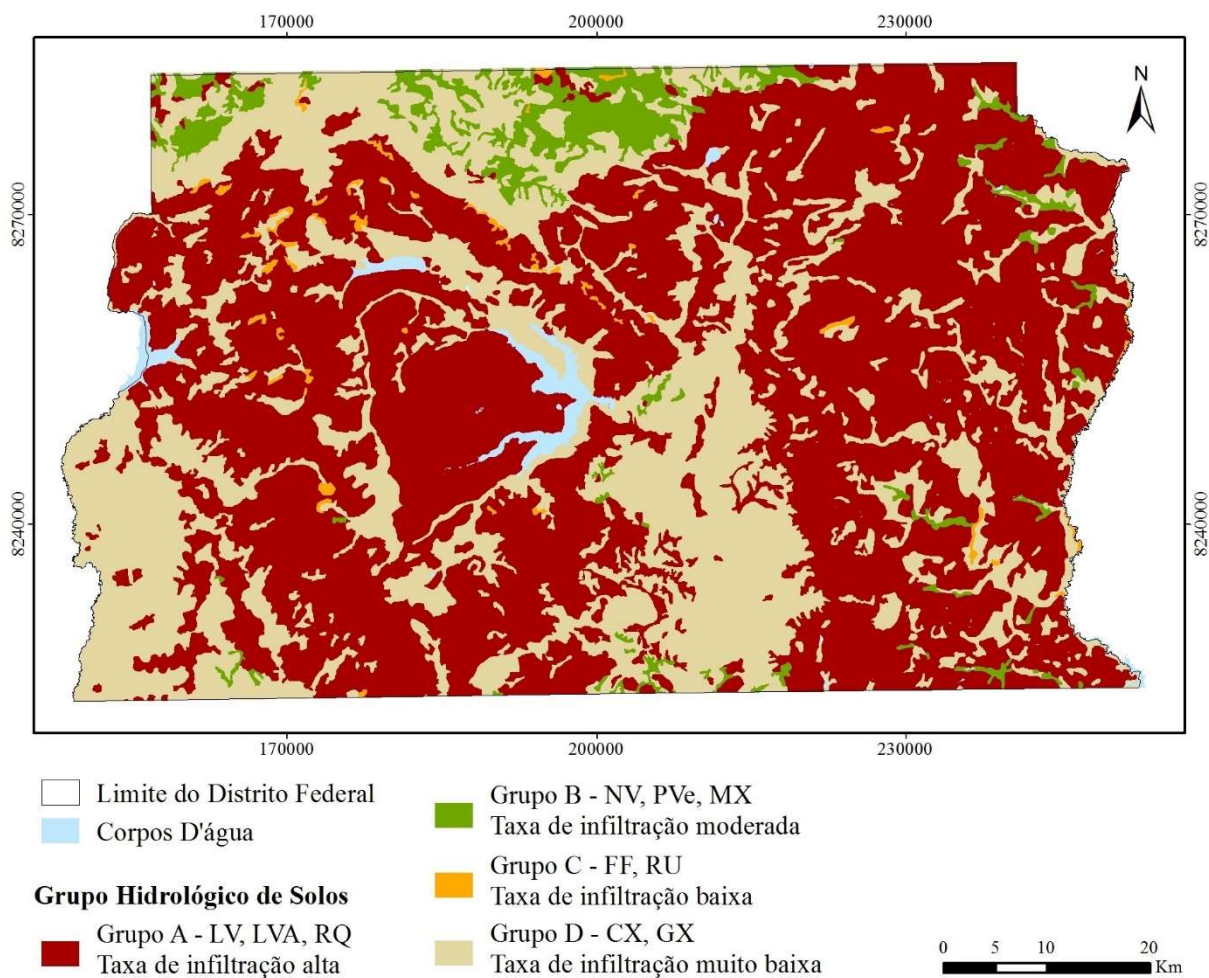 170000 200000 230000
N
8270000 8270000
8240000 8240000
170000 200000 230000
Limite do Distrito Federal
Corpos D'água
Grupo Hidrológico de Solos
Grupo A - LV, LVA, RQ
Taxa de infiltração alta
Grupo B - NV, PVe, MX
Taxa de infiltração moderada
Grupo C - FF, RU
Taxa de infiltração baixa
Grupo D - CX, GX
Taxa de infiltração muito baixa
0 5 10 20
Km